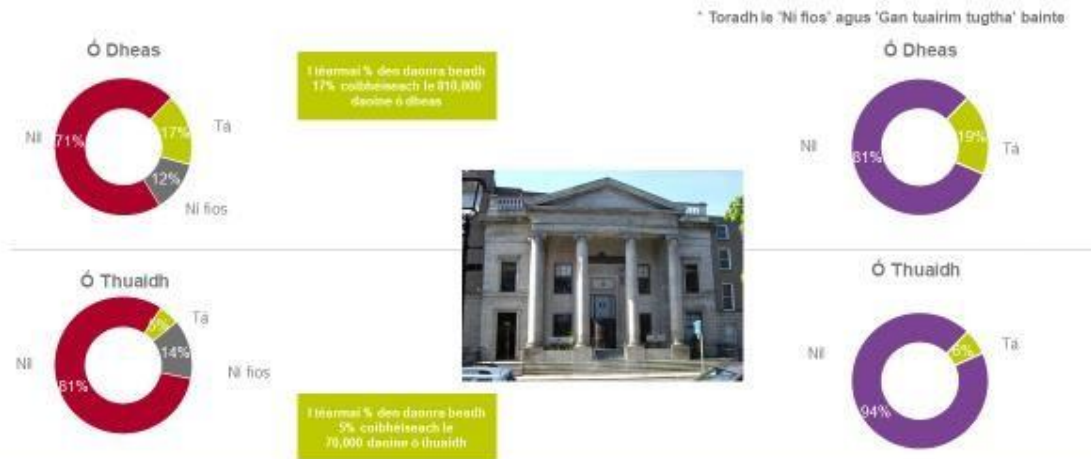 * Toradh le 'Ní fios' agus 'Gan tuairim tugtha' bainte
Ó Dheas
I téarmaí % den daonra beadh
17% coibhéiseach le 810,000
daoine ó dheas
Níl
71%
17%
Tá
12%
Ní fios
Ó Dheas
Níl
81%
19%
Tá
Ó Thuaidh
Níl
81%
5%
Tá
14%
Ní fios
I téarmaí % den daonra beadh
5% coibhéiseach le
70,000 daoine ó thuaidh
Ó Thuaidh
Níl
94%
6%
Tá